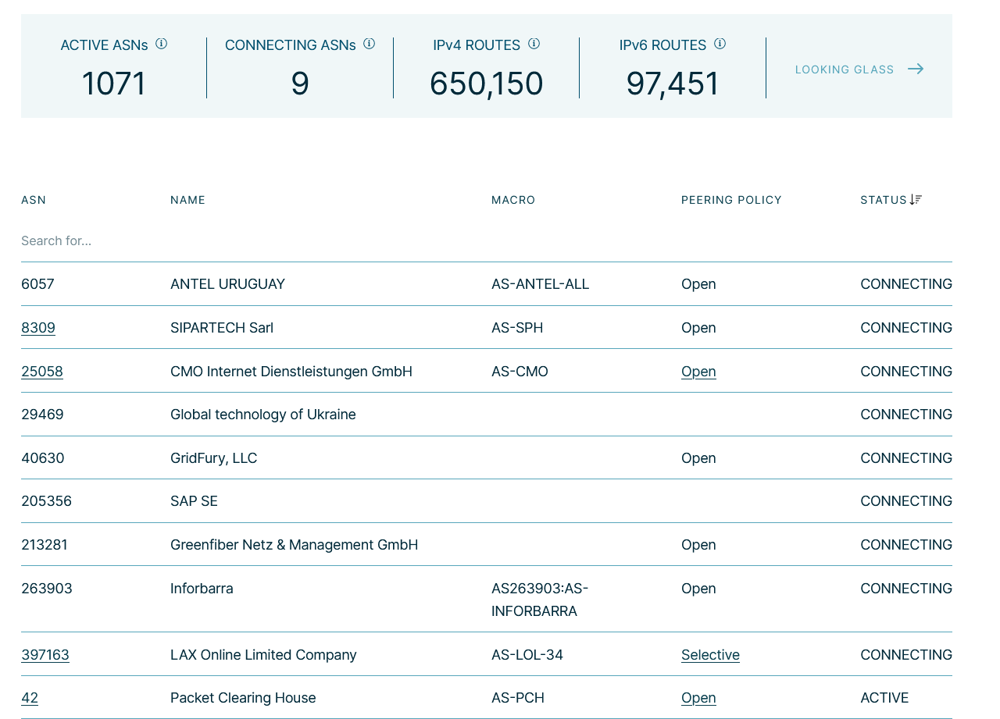 ACTIVE ASNs CONNECTING ASNs IPv4 ROUTES IPv6 ROUTES
1071 9 650,150 97,451 LOOKING GLASS →
ASN NAME MACRO PEERING POLICY STATUS
Search for...
6057 ANTEL URUGUAY AS-ANTEL-ALL Open CONNECTING
8309 SIPARTECH Sarl AS-SPH Open CONNECTING
25058 CMO Internet Dienstleistungen GmbH AS-CMO Open CONNECTING
29469 Global technology of Ukraine CONNECTING
40630 GridFury, LLC Open CONNECTING
205356 SAP SE CONNECTING
213281 Greenfiber Netz & Management GmbH Open CONNECTING
263903 Inforbarra AS263903:AS- Open CONNECTING
INFORBARRA
397163 LAX Online Limited Company AS-LOL-34 Selective CONNECTING
42 Packet Clearing House AS-PCH Open ACTIVE